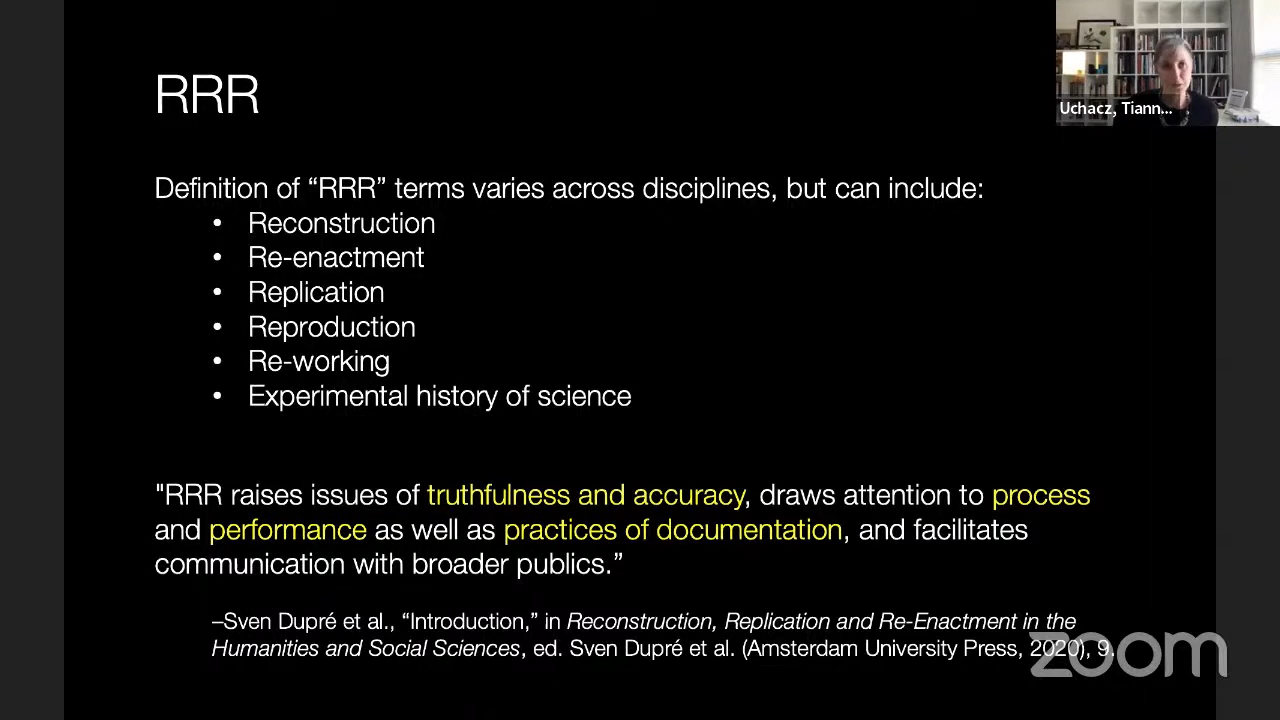 RRR
Uchacz, Tiann...
Definition of “RRR” terms varies across disciplines, but can include:
• Reconstruction
• Re-enactment
• Replication
• Reproduction
• Re-working
• Experimental history of science
"RRR raises issues of truthfulness and accuracy, draws attention to process
and performance as well as practices of documentation, and facilitates
communication with broader publics.”
–Sven Dupré et al., “Introduction,” in Reconstruction, Replication and Re-Enactment in the
Humanities and Social Sciences, ed. Sven Dupré et al. (Amsterdam University Press, 2020), 9.
zoom